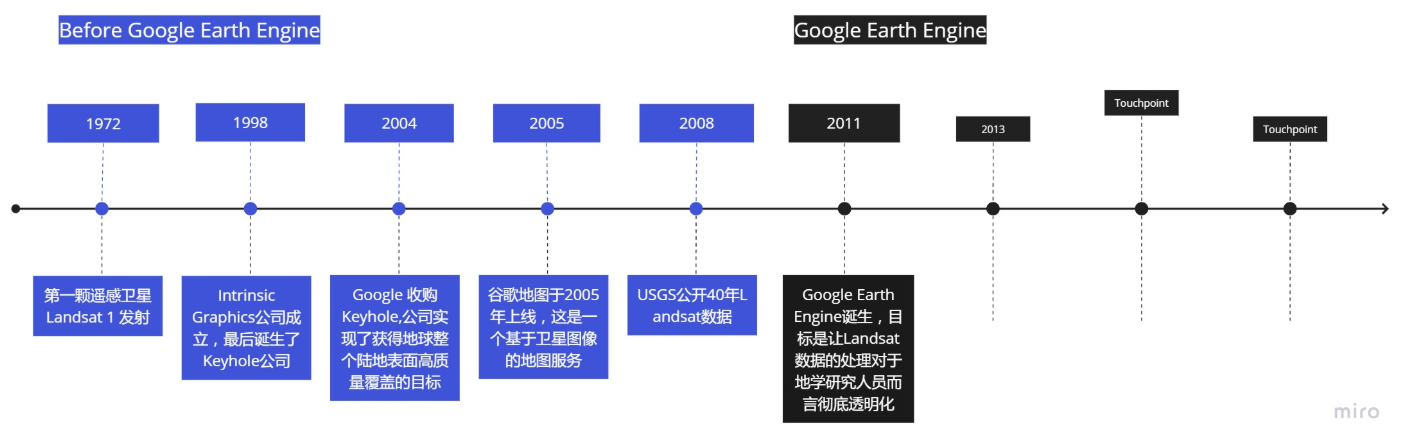 Before Google Earth Engine
Google Earth Engine
1972
1998
2004
2005
2008
2011
2013
Touchpoint
Touchpoint
第一颗遥感卫星
Landsat 1 发射
Intrinsic
Graphics公司成
立，最后诞生了
Keyhole公司
Google 收购
Keyhole,公司实
现了获得地球整
个陆地表面高质
量覆盖的目标
谷歌地图于2005
年上线，这是一
个基于卫星图像
的地图服务
USGS公开40年L
andsat数据
Google Earth
Engine诞生，目
标是让Landsat
数据的处理对于
地学研究人员而
言彻底透明化
miro